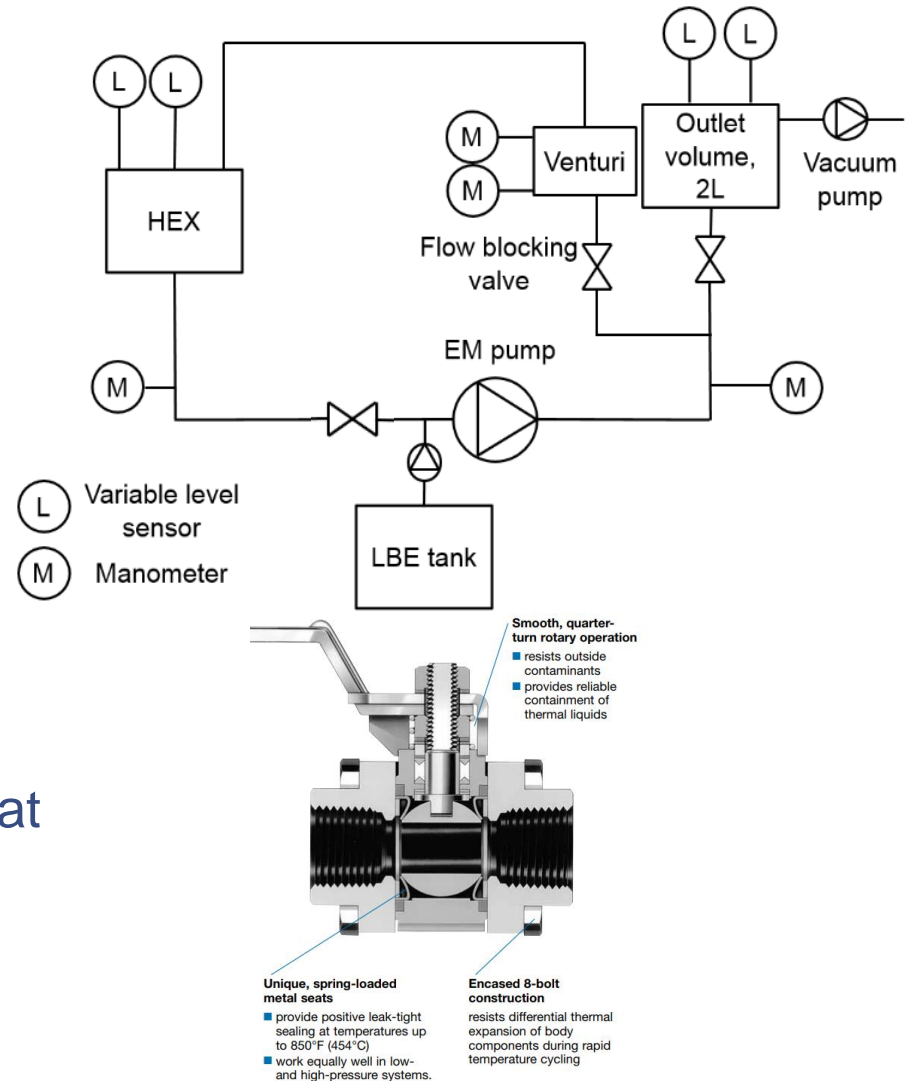 L L
L L
M
M
Venturi
Outlet
volume,
2L
Vacuum
pump
HEX
Flow blocking
valve
EM pump
M
M
L Variable level
sensor
M Manometer
LBE tank
Smooth, quarter-
turn rotary operation
■ resists outside
contaminants
■ provides reliable
containment of
thermal liquids
at
Unique, spring-loaded
metal seats
■ provide positive leak-tight
sealing at temperatures up
to 850°F (454°C)
■ work equally well in low-
and high-pressure systems.
Encased 8-bolt
construction
resists differential thermal
expansion of body
components during rapid
temperature cycling